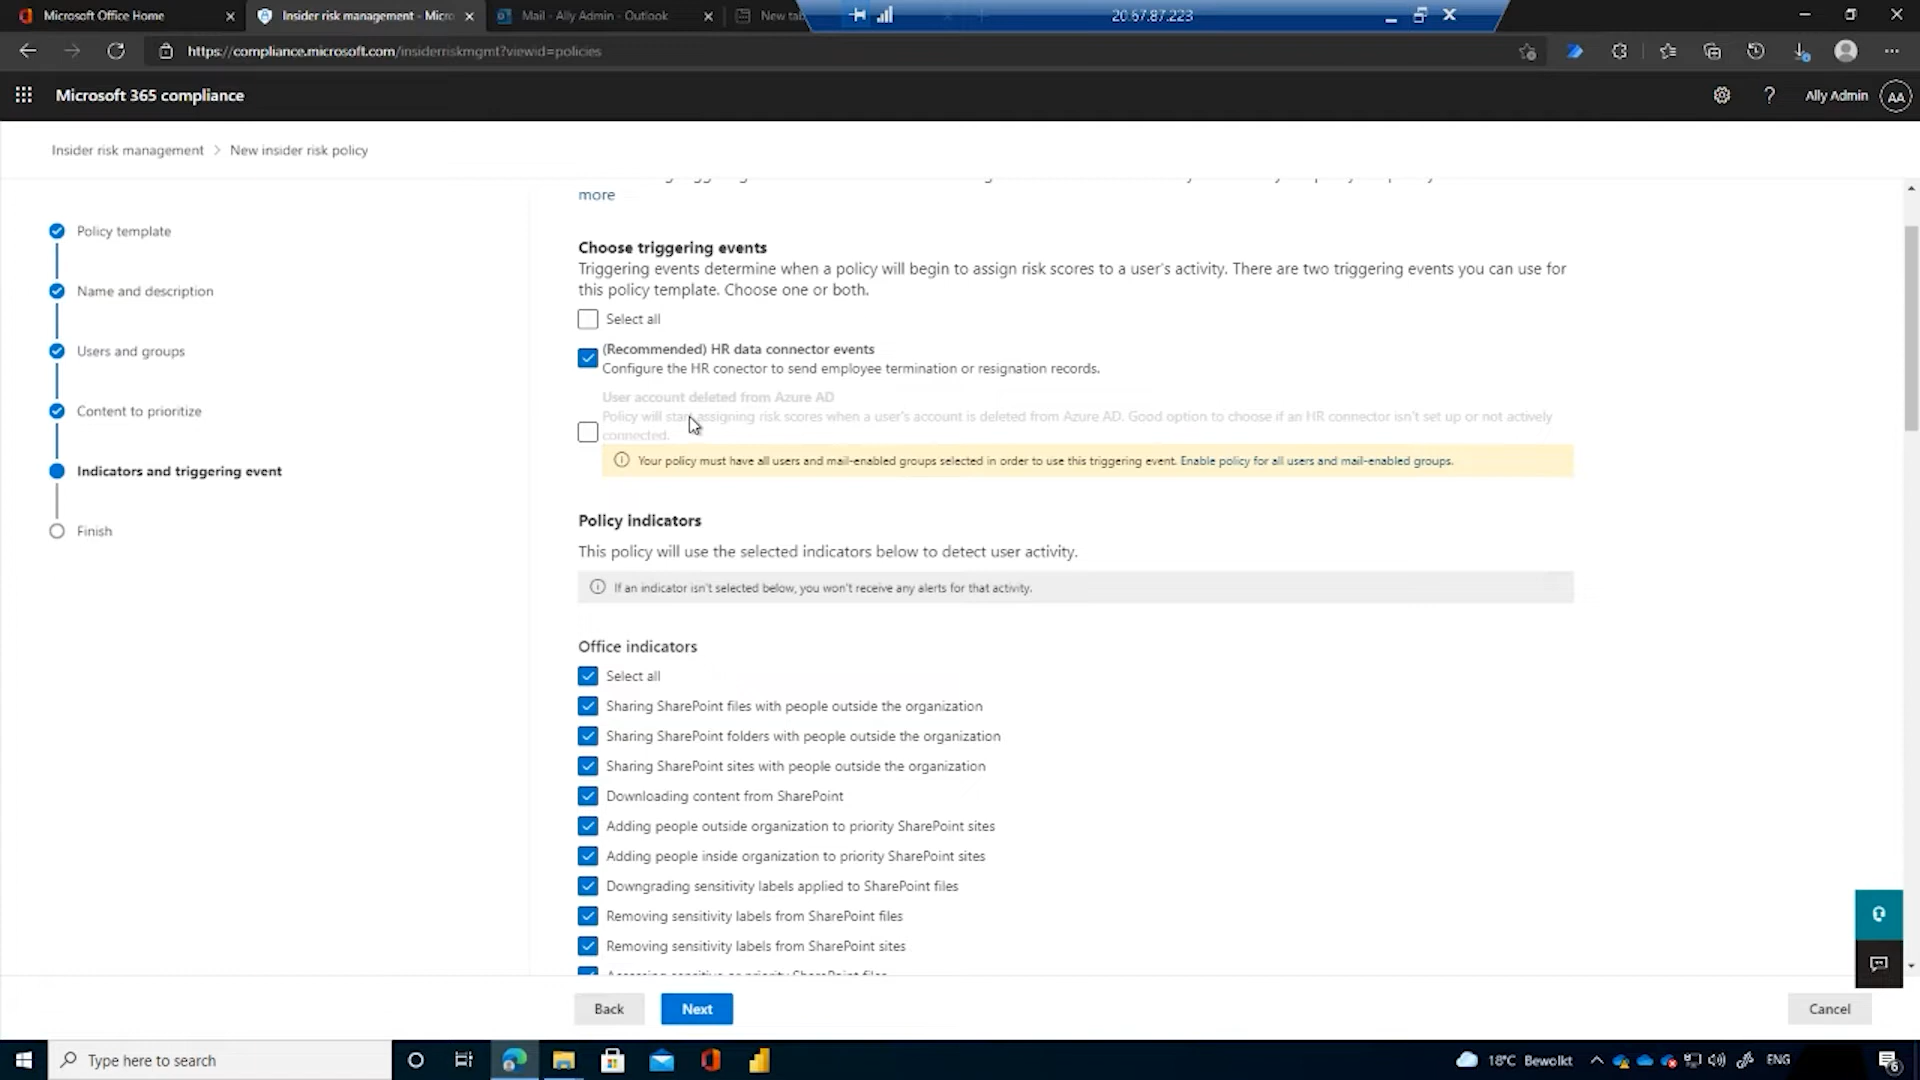 Microsoft Office Home
Insider risk management - Micro
Mail - Ally Admin - Outlook
New tab
20.67.87.223
https://compliance.microsoft.com/insiderriskmgmt?viewid=policies
Microsoft 365 compliance
Ally Admin
AA
Insider risk management > New insider risk policy
more
Policy template
Name and description
Users and groups
Content to prioritize
Indicators and triggering event
Finish
Choose triggering events
Triggering events determine when a policy will begin to assign risk scores to a user's activity. There are two triggering events you can use for
this policy template. Choose one or both.
Select all
(Recommended) HR data connector events
Configure the HR conector to send employee termination or resignation records.
User account deleted from Azure AD
Policy will start assigning risk scores when a user's account is deleted from Azure AD. Good option to choose if an HR connector isn't set up or not actively
connected.
Your policy must have all users and mail-enabled groups selected in order to use this triggering event. Enable policy for all users and mail-enabled groups.
Policy indicators
This policy will use the selected indicators below to detect user activity.
If an indicator isn't selected below, you won't receive any alerts for that activity.
Office indicators
Select all
Sharing SharePoint files with people outside the organization
Sharing SharePoint folders with people outside the organization
Sharing SharePoint sites with people outside the organization
Downloading content from SharePoint
Adding people outside organization to priority SharePoint sites
Adding people inside organization to priority SharePoint sites
Downgrading sensitivity labels applied to SharePoint files
Removing sensitivity labels from SharePoint files
Removing sensitivity labels from SharePoint sites
Accessing sensitive or priority SharePoint files
Back
Next
Cancel
Type here to search
18°C Bewolkt
ENG
6